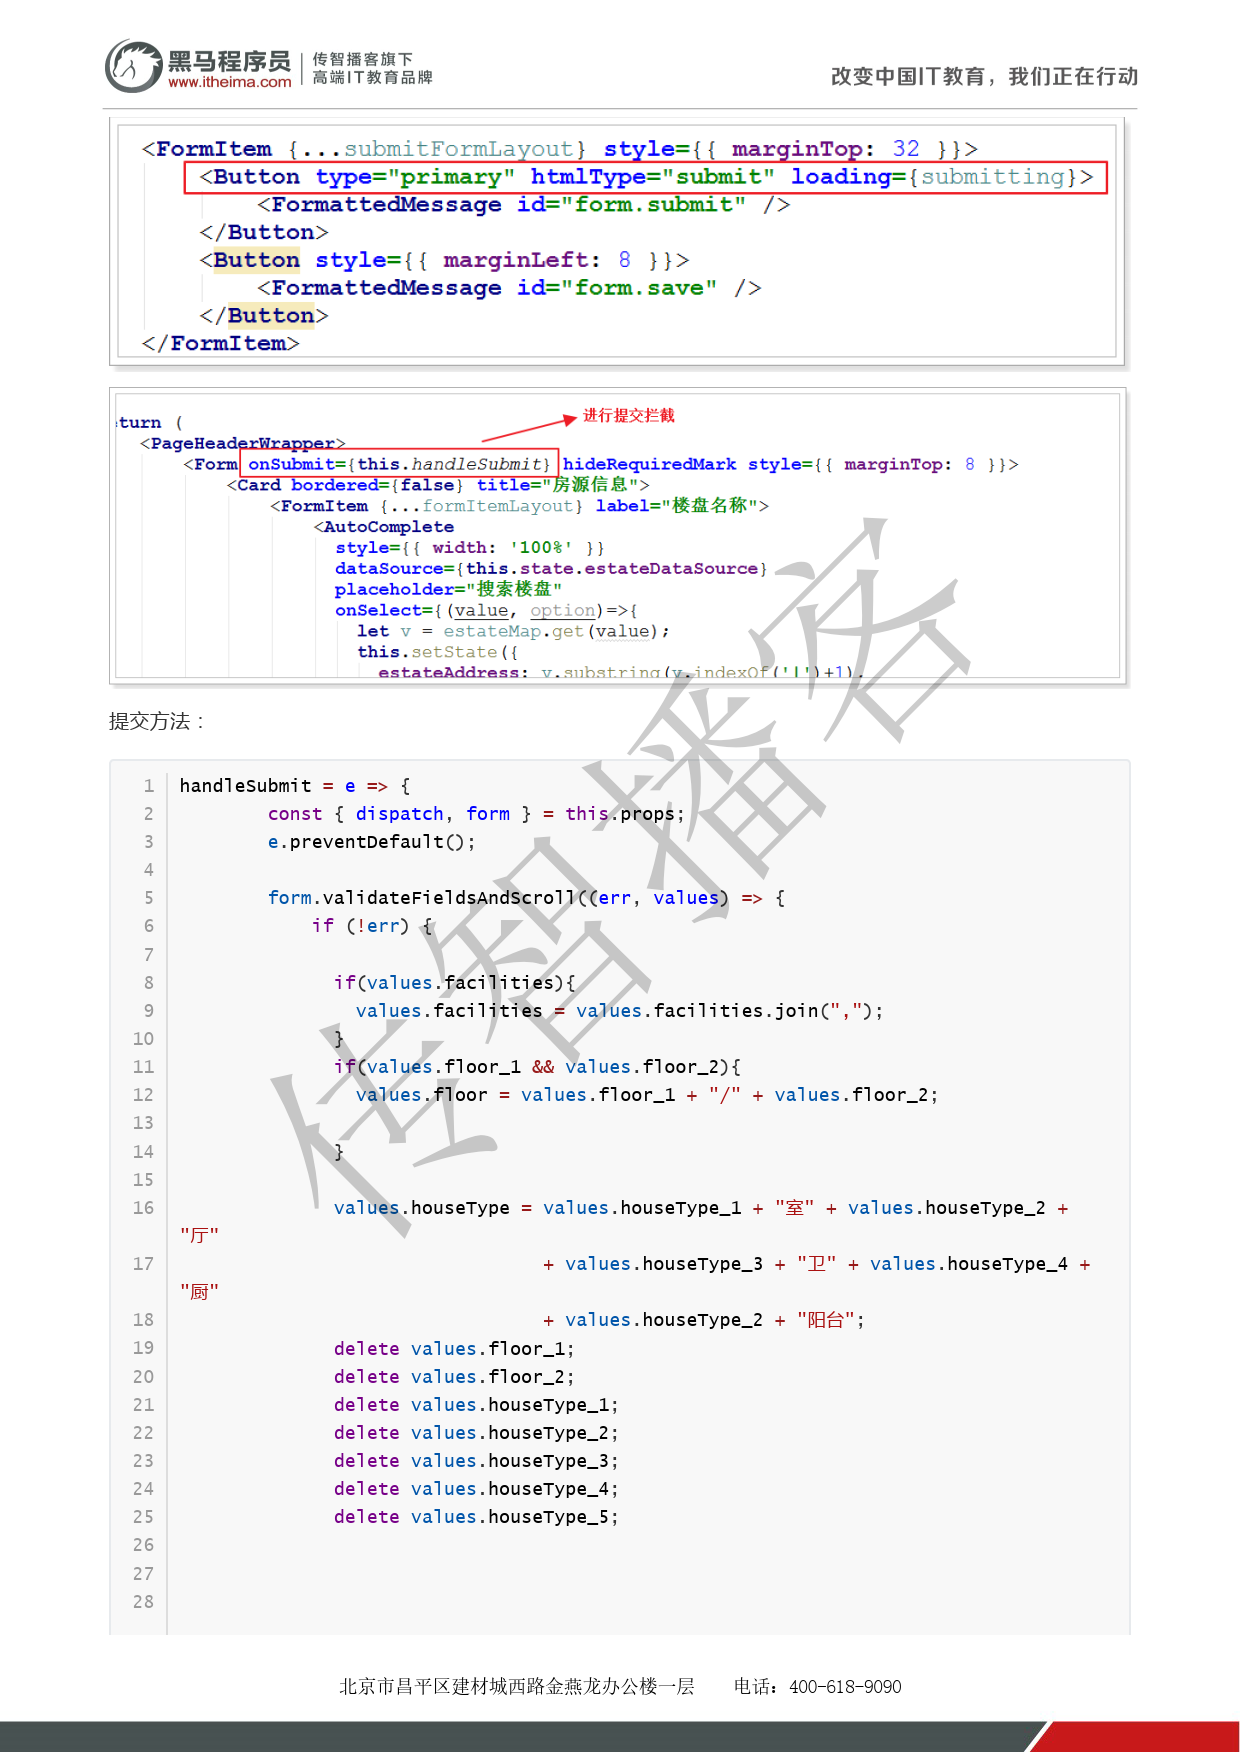 黑马程序员
www.itheima.com
传智播客旗下
高端IT教育品牌
改变中国IT教育，我们正在行动
<FormItem {...submitFormLayout} style={{ marginTop: 32 }}>
<Button type="primary" htmlType="submit" loading={submitting}>
<FormattedMessage id="form.submit" />
</Button>
<Button style={{ marginLeft: 8 }}>
<FormattedMessage id="form.save" />
</Button>
</FormItem>
进行提交拦截
turn (
<PageHeaderWrapper>
<Form onSubmit={this.handleSubmit} hideRequiredMark style={{ marginTop: 8 }}>
<Card bordered={false} title="房源信息">
<FormItem {...formItemLayout} label="楼盘名称">
<AutoComplete
style={{ width: '100%' }}
dataSource={this.state.estateDataSource}
placeholder="搜索楼盘"
onSelect={(value, option)=>{
let v = estateMap.get(value);
this.setState({
estateAddress: v.substring(v.indexOf('|')+1),
提交方法：
1 handleSubmit = e => {
2 const { dispatch, form } = this.props;
3 e.preventDefault();
4
5 form.validateFieldsAndScroll((err, values) => {
6 if (!err) {
7
8 if(values.facilities){
9 values.facilities = values.facilities.join(",");
10 }
11 if(values.floor_1 && values.floor_2){
12 values.floor = values.floor_1 + "/" + values.floor_2;
13
14 }
15
16 values.houseType = values.houseType_1 + "室" + values.houseType_2 +
"厅"
17 + values.houseType_3 + "卫" + values.houseType_4 +
"厨"
18 + values.houseType_2 + "阳台";
19 delete values.floor_1;
20 delete values.floor_2;
21 delete values.houseType_1;
22 delete values.houseType_2;
23 delete values.houseType_3;
24 delete values.houseType_4;
25 delete values.houseType_5;
26
27
28
传智播客
北京市昌平区建材城西路金燕龙办公楼一层 电话：400-618-9090